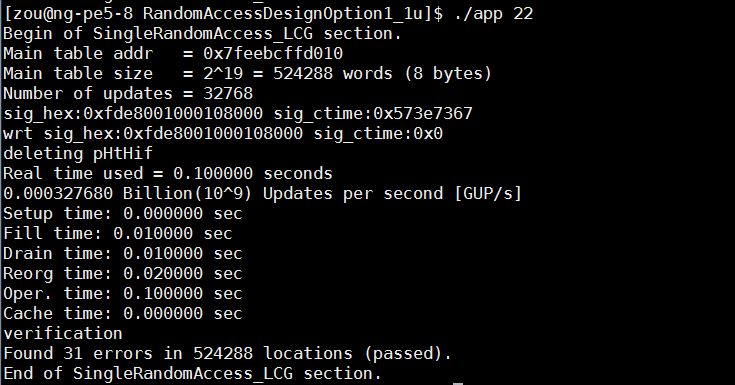 [zou@ng-pe5-8 RandomAccessDesignOption1_1u]$ ./app 22
Begin of SingleRandomAccess_LCG section.
Main table addr   = 0x7feebcffd010
Main table size   = 2^19 = 524288 words (8 bytes)
Number of updates = 32768
sig_hex:0xfde8001000108000 sig_ctime:0x573e7367
wrt sig_hex:0xfde8001000108000 sig_ctime:0x0
deleting pHtHif
Real time used = 0.100000 seconds
0.000327680 Billion(10^9) Updates per second [GUP/s]
Setup time: 0.000000 sec
Fill time: 0.010000 sec
Drain time: 0.010000 sec
Reorg time: 0.020000 sec
Oper. time: 0.100000 sec
Cache time: 0.000000 sec
verification
Found 31 errors in 524288 locations (passed).
End of SingleRandomAccess_LCG section.